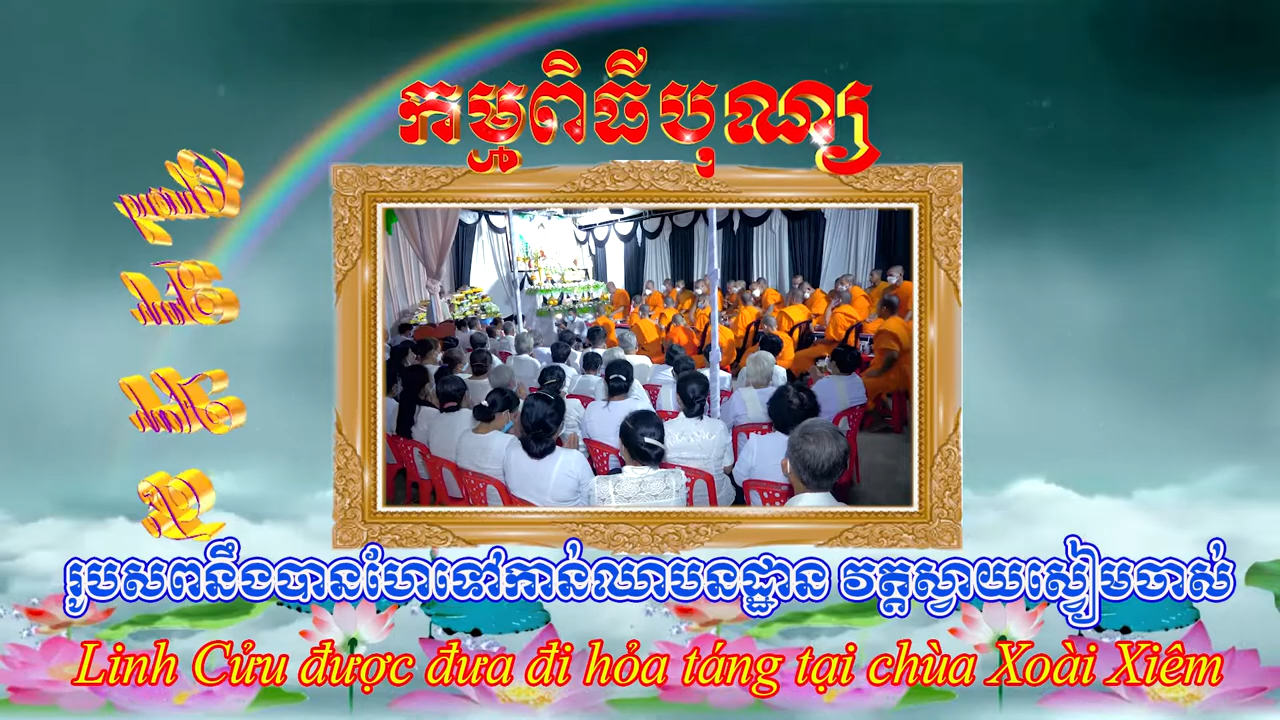 កម្មពិធីបុណ្យ
រូបសពនឹងបានហែទៅកាន់ឈាបនដ្ឋាន វត្តស្វាយសៀមចាស់
Linh Cửu được đưa đi hỏa táng tại chùa Xoài Xiêm